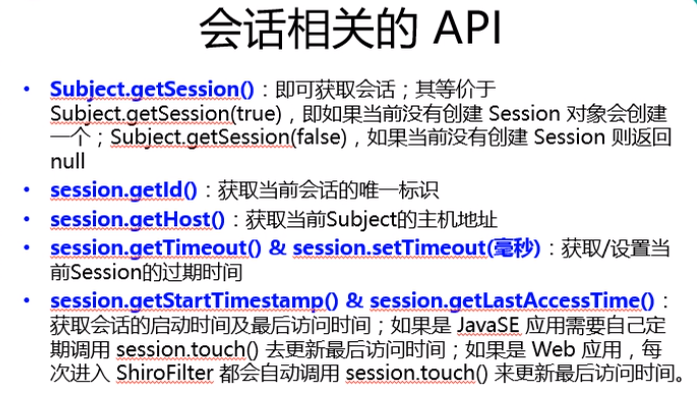 会话相关的 API
• Subject.getSession()：即可获取会话；其等价于
Subject.getSession(true)，即如果当前没有创建 Session 对象会创建
一个；Subject.getSession(false)，如果当前没有创建 Session 则返回
null
• session.getId()：获取当前会话的唯一标识
• session.getHost()：获取当前Subject的主机地址
• session.getTimeout() & session.setTimeout(毫秒)：获取/设置当
前Session的过期时间
• session.getStartTimestamp() & session.getLastAccessTime()：
获取会话的启动时间及最后访问时间；如果是 JavaSE 应用需要自己定
期调用 session.touch() 去更新最后访问时间；如果是 Web 应用，每
次进入 ShiroFilter 都会自动调用 session.touch() 来更新最后访问时间。